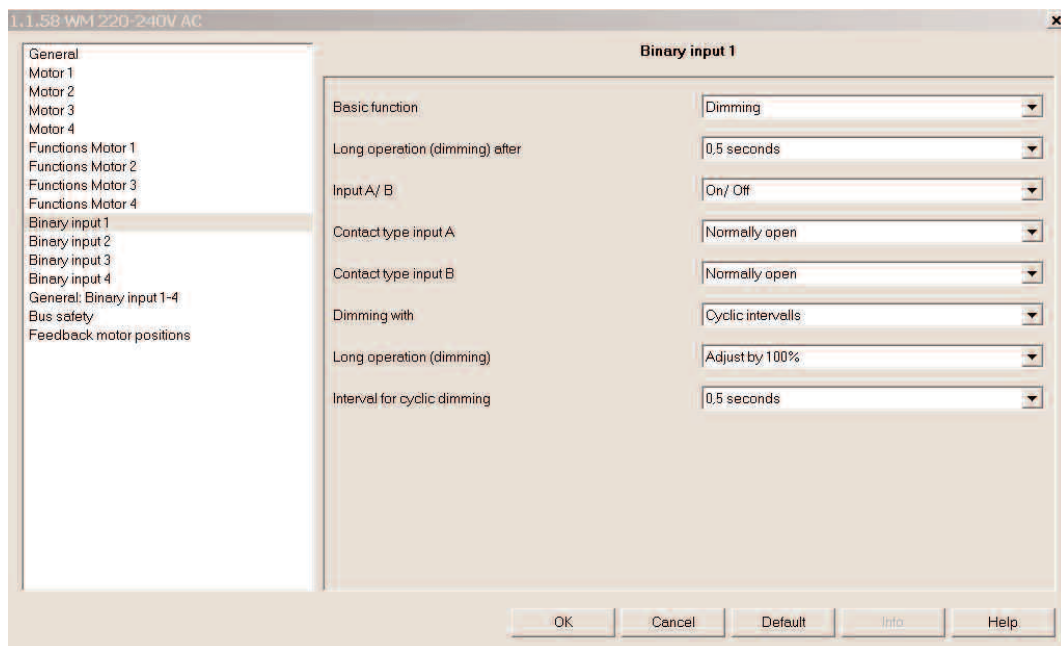 1.1.58 WM 220-240V AC
x
General
Motor 1
Motor 2
Motor 3
Motor 4
Functions Motor 1
Functions Motor 2
Functions Motor 3
Functions Motor 4
Binary input 1
Binary input 2
Binary input 3
Binary input 4
General: Binary input 1-4
Bus safety
Feedback motor positions
Binary input 1
Basic function Dimming
Long operation (dimming) after 0,5 seconds
Input A/ B On/ Off
Contact type input A Normally open
Contact type input B Normally open
Dimming with Cyclic intervalls
Long operation (dimming) Adjust by 100%
Interval for cyclic dimming 0,5 seconds
OK Cancel Default Info Help